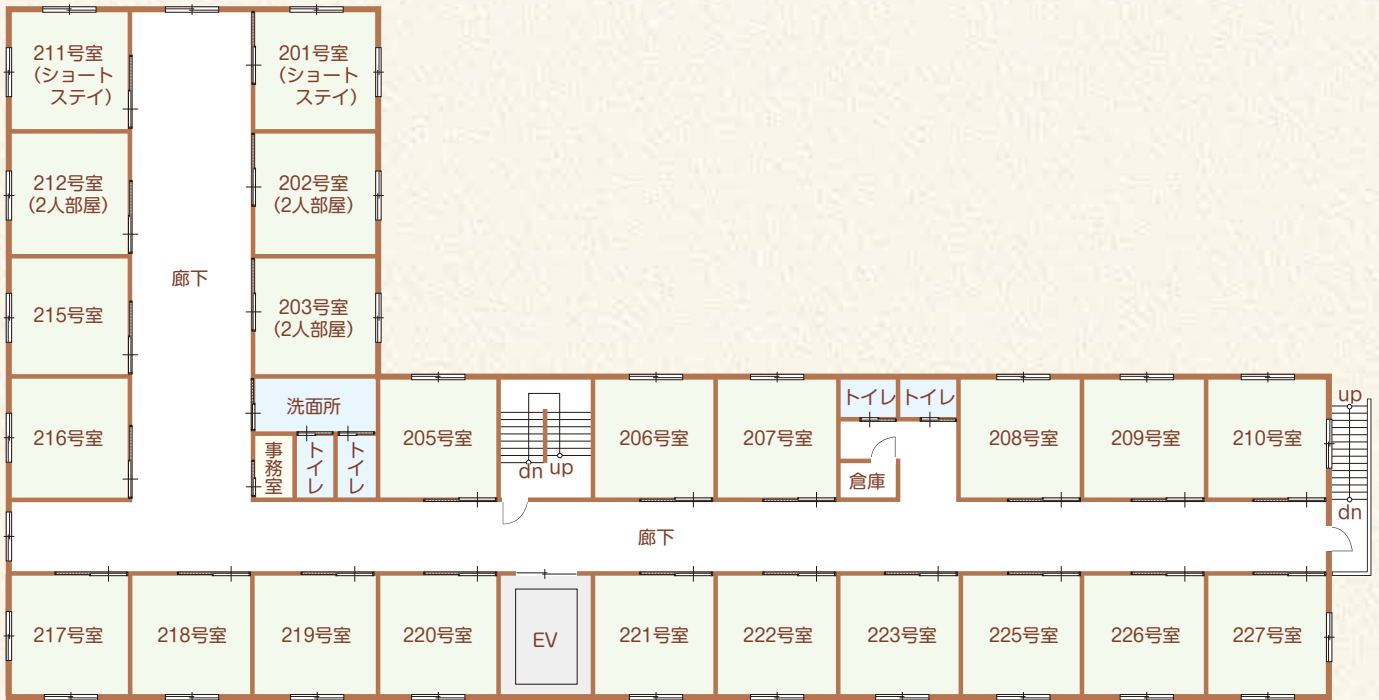 211号室
(ショート
ステイ)
201号室
(ショート
ステイ)
212号室
(2人部屋)
202号室
(2人部屋)
廊下
215号室
203号室
(2人部屋)
216号室
洗面所
事務室
トイレ
トイレ
205号室
dn
up
206号室
207号室
トイレ
トイレ
倉庫
208号室
209号室
210号室
up
dn
廊下
217号室
218号室
219号室
220号室
EV
221号室
222号室
223号室
225号室
226号室
227号室